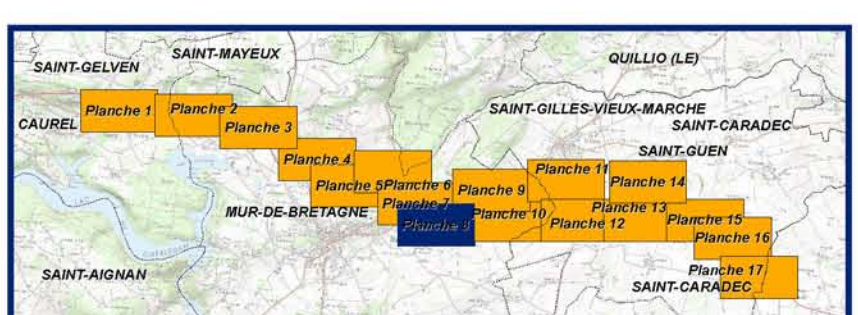 SAINT-MAYEUX
QUILLIO (LE)
SAINT-GELVEN
Planche 1
Planche 2
SAINT-GILLES-VIEUX-MARCHE
CAUREL
Planche 3
SAINT-CARADEC
SAINT-GUEN
Planche 4
Planche 11
Planche 5
Planche 6
Planche 9
Planche 14
Planche 7
MUR-DE-BRETAGNE
Planche 10
Planche 13
Planche 8
Planche 12
Planche 15
Planche 16
SAINT-AIGNAN
Planche 17
SAINT-CARADEC